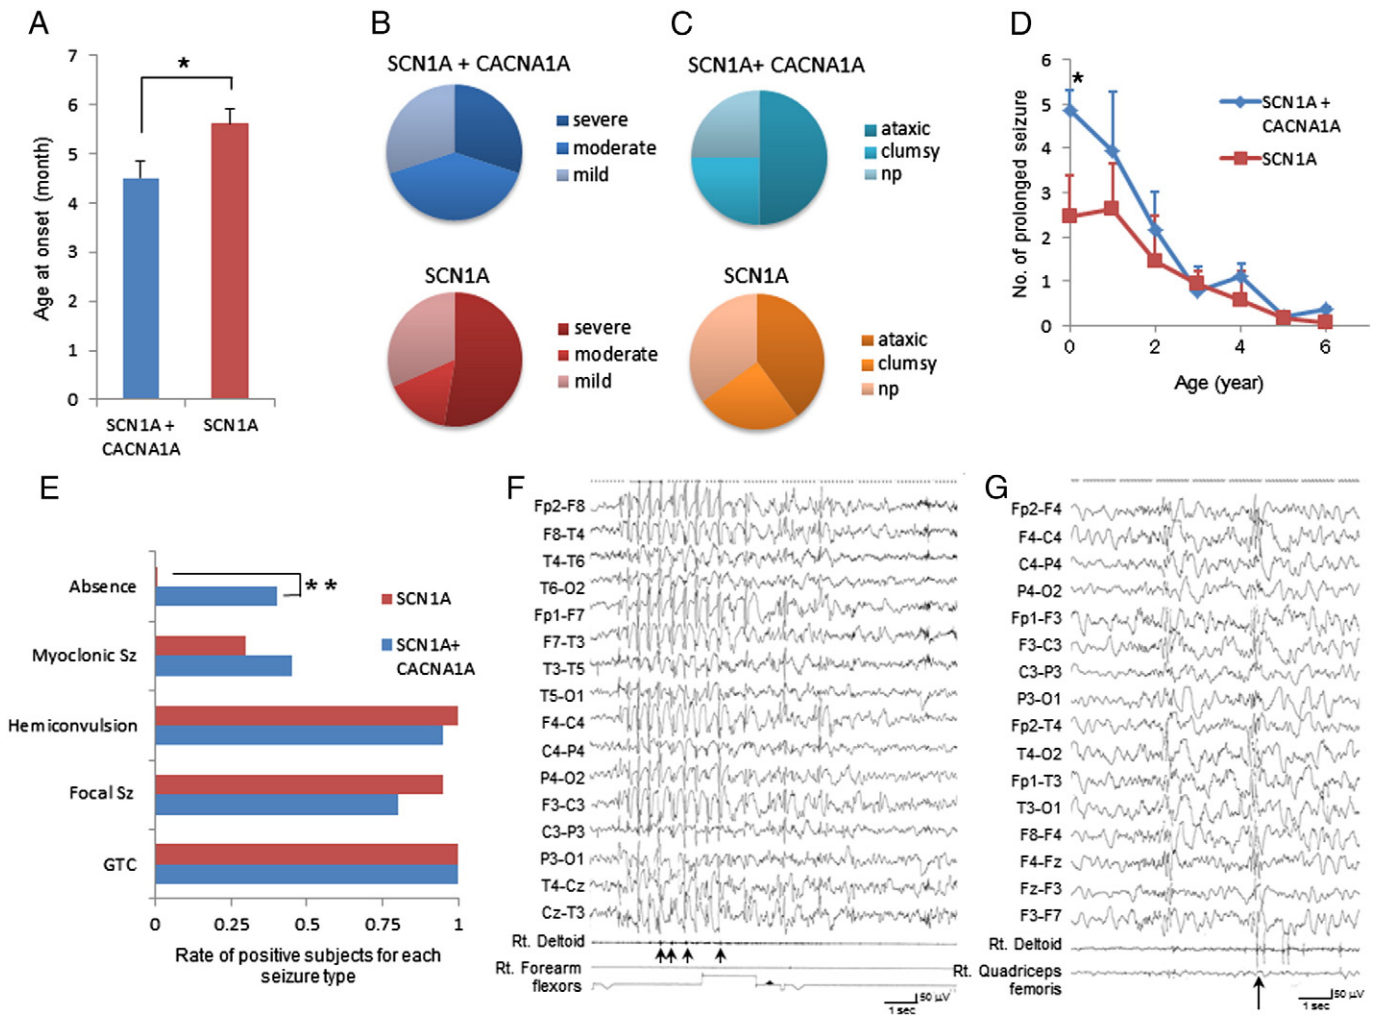 A
7
6
5
4
3
2
1
0
Age at onset (month)
*
SCN1A +
CACNA1A
SCN1A
B
SCN1A + CACNA1A
severe
moderate
mild
SCN1A
severe
moderate
mild
C
SCN1A+ CACNA1A
ataxic
clumsy
np
SCN1A
ataxic
clumsy
np
D
6
5
4
3
2
1
0
No. of prolonged seizure
*
SCN1A +
CACNA1A
SCN1A
0 2 4 6
Age (year)
E
Absence
Myoclonic Sz
Hemiconvulsion
Focal Sz
GTC
**
SCN1A
SCN1A+
CACNA1A
0 0.25 0.5 0.75 1
Rate of positive subjects for each
seizure type
F
Fp2-F8
F8-T4
T4-T6
T6-O2
Fp1-F7
F7-T3
T3-T5
T5-O1
F4-C4
C4-P4
P4-O2
F3-C3
C3-P3
P3-O1
T4-Cz
Cz-T3
Rt. Deltoid
Rt. Forearm
flexors
50 µV
1 sec
G
Fp2-F4
F4-C4
C4-P4
P4-O2
Fp1-F3
F3-C3
C3-P3
P3-O1
Fp2-T4
T4-O2
Fp1-T3
T3-O1
F8-F4
F4-Fz
Fz-F3
F3-F7
Rt. Deltoid
Rt. Quadriceps
femoris
50 µV
1 sec